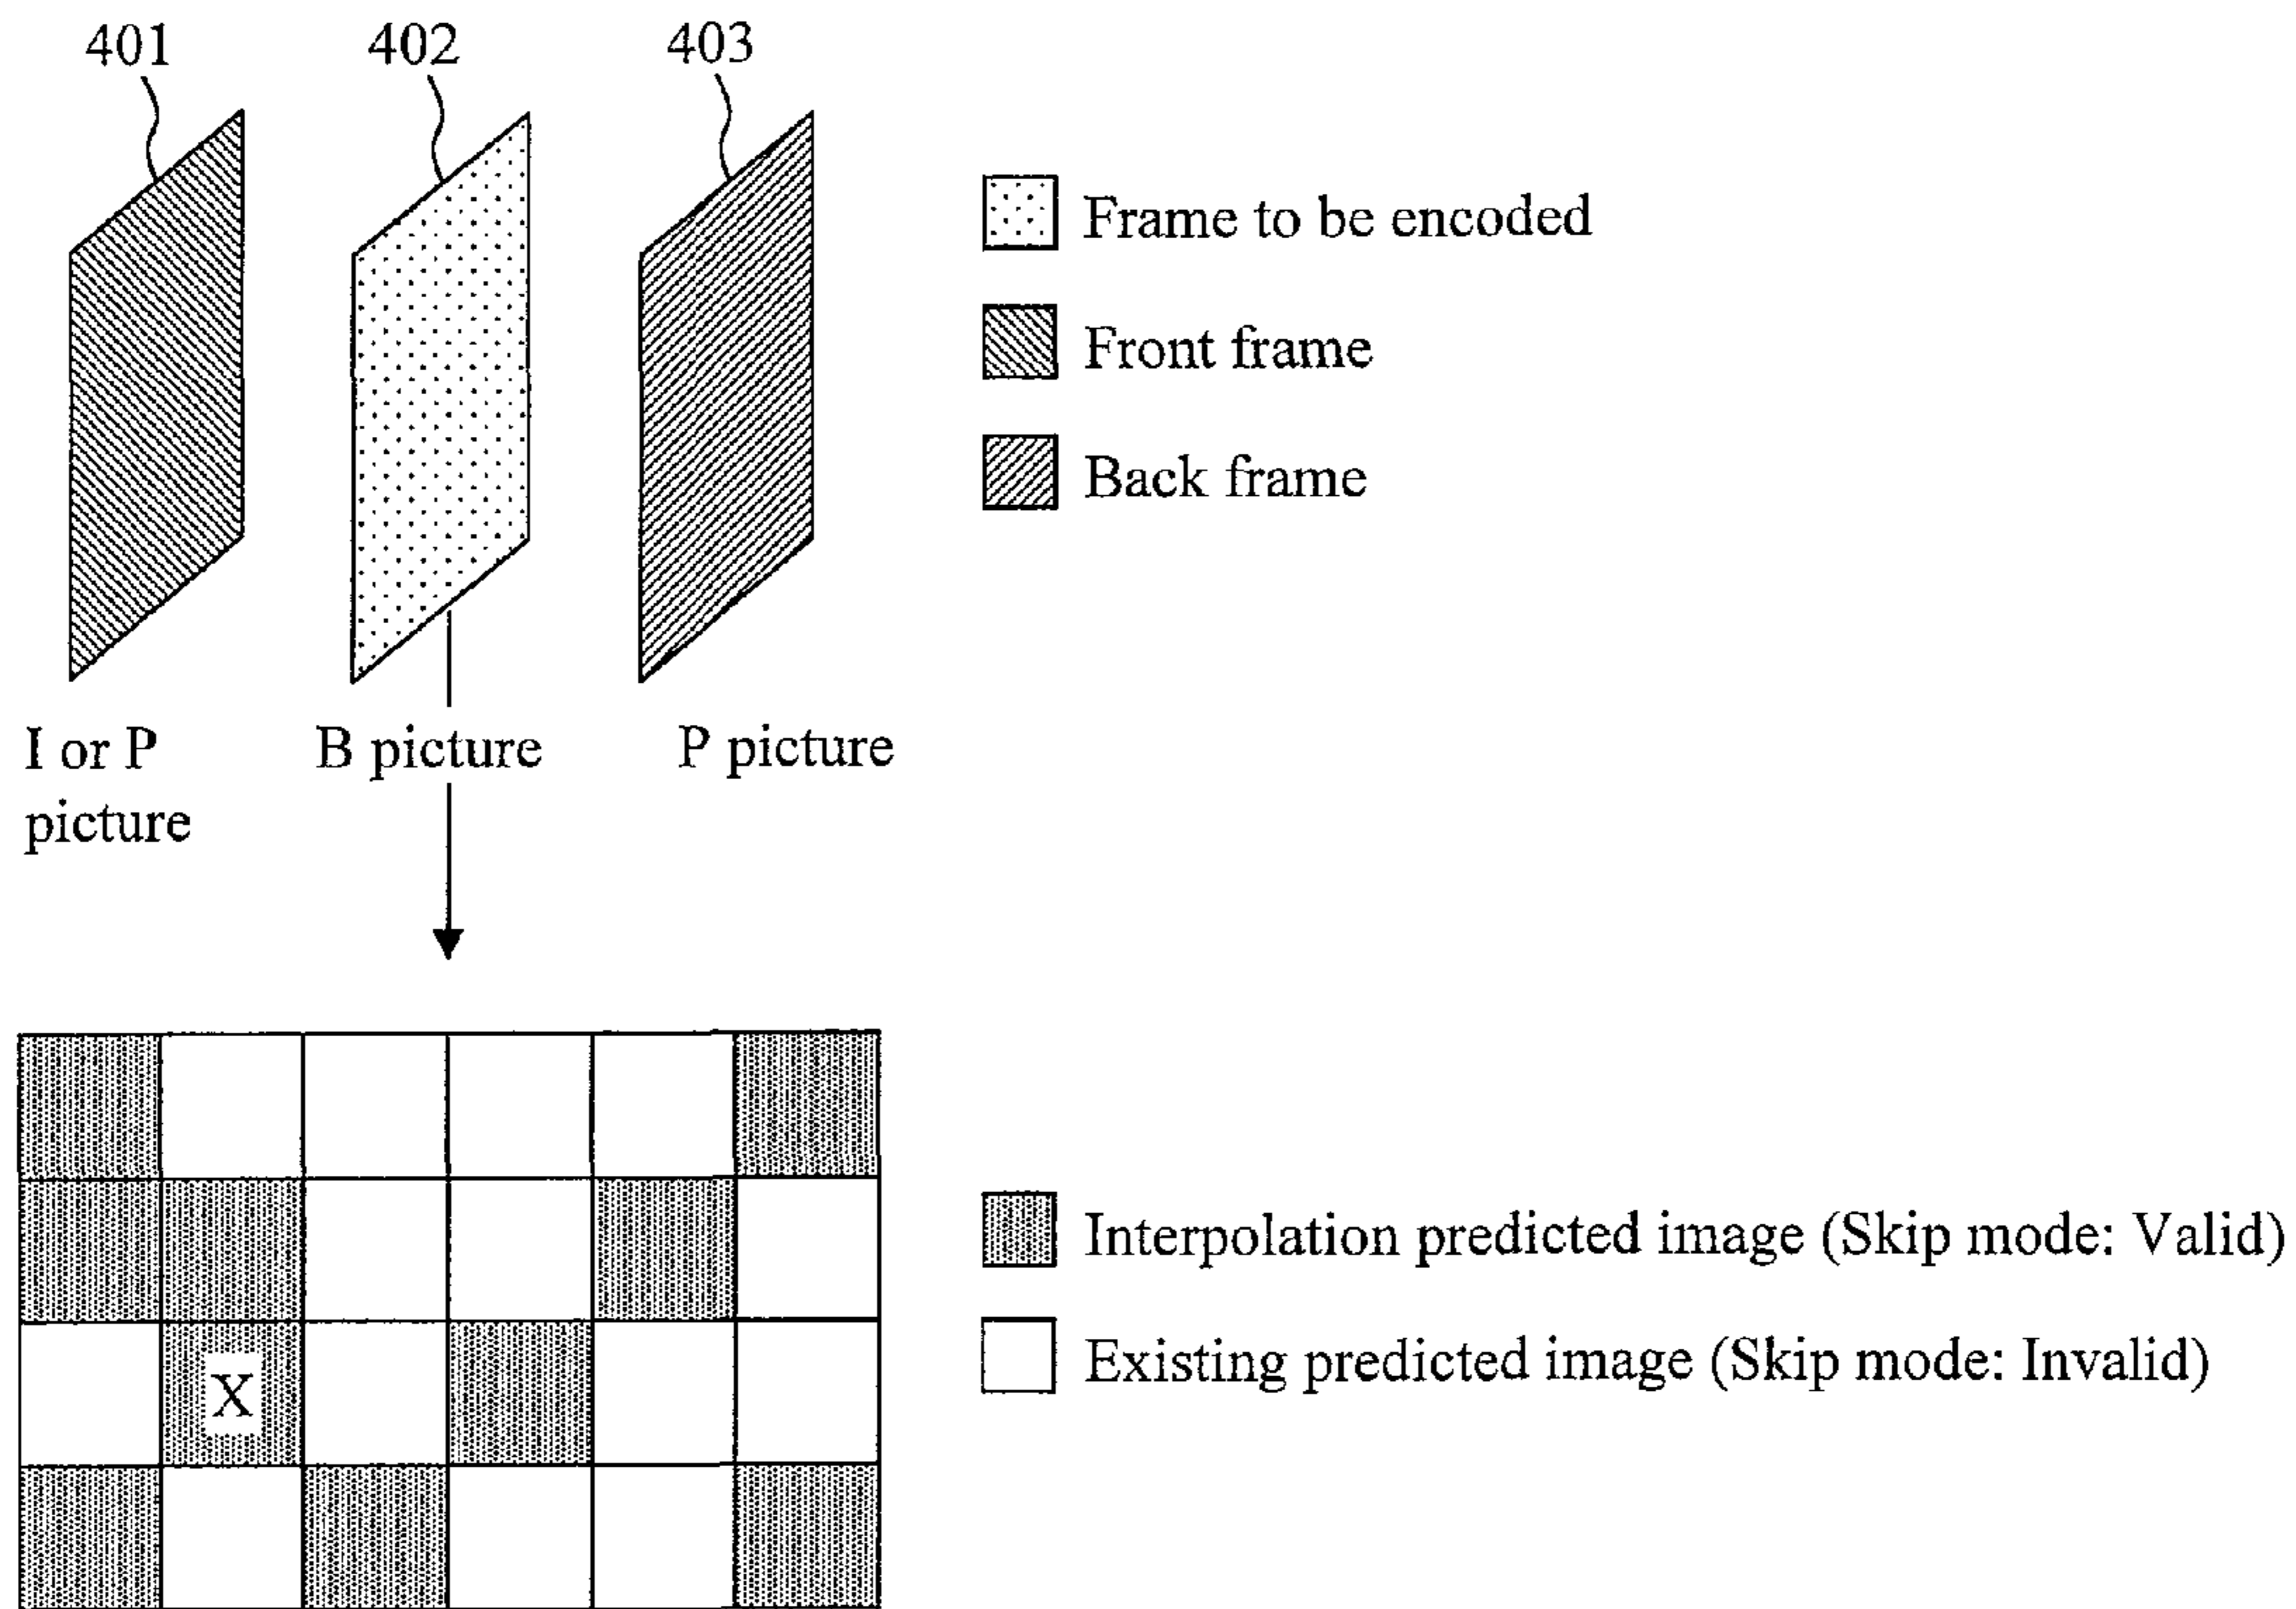 401
402
403
Frame to be encoded
Front frame
Back frame
I or P
picture
B picture
P picture
X
Interpolation predicted image (Skip mode: Valid)
Existing predicted image (Skip mode: Invalid)